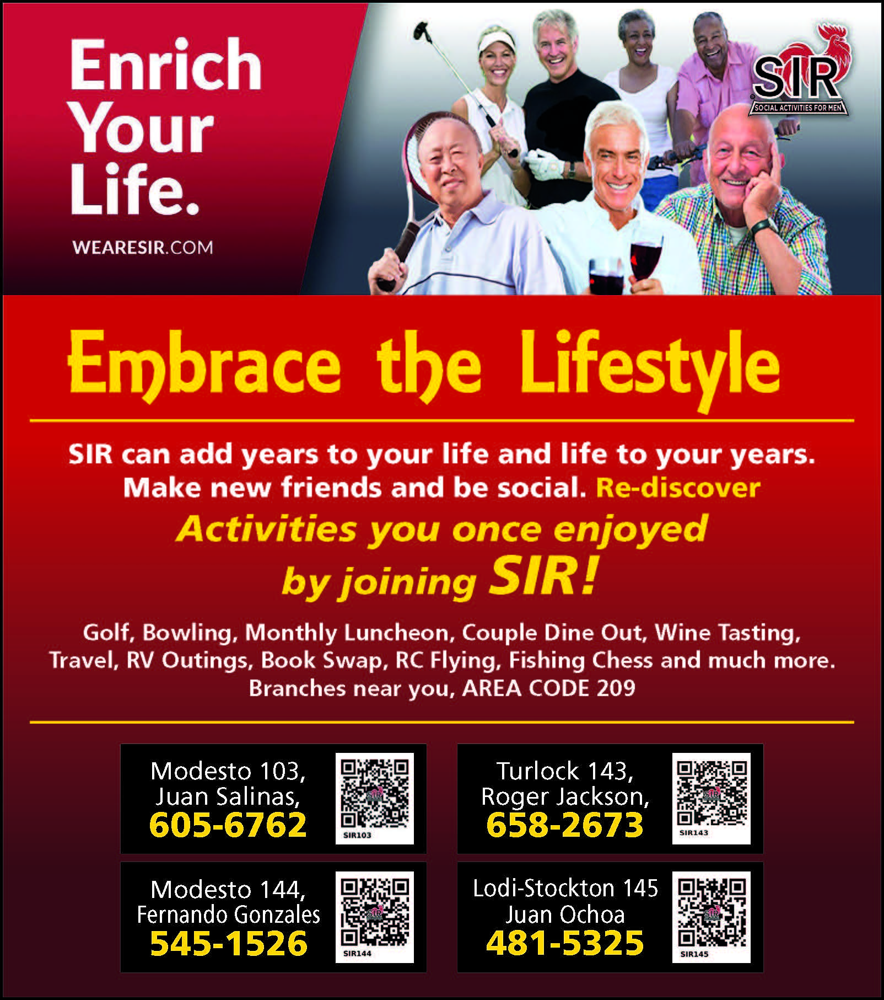 Enrich
Your
Life.
WEARESIR.COM
SIR
SOCIAL ACTIVITIES FOR MEN
Embrace the Lifestyle
SIR can add years to your life and life to your years.
Make new friends and be social. Re-discover
Activities you once enjoyed
by joining SIR!
Golf, Bowling, Monthly Luncheon, Couple Dine Out, Wine Tasting,
Travel, RV Outings, Book Swap, RC Flying, Fishing Chess and much more.
Branches near you, AREA CODE 209
Modesto 103,
Juan Salinas,
605-6762
SIR
SIR103
Turlock 143,
Roger Jackson,
658-2673
SIR
SIR143
Modesto 144,
Fernando Gonzales
545-1526
SIR
SIR144
Lodi-Stockton 145
Juan Ochoa
481-5325
SIR
SIR145